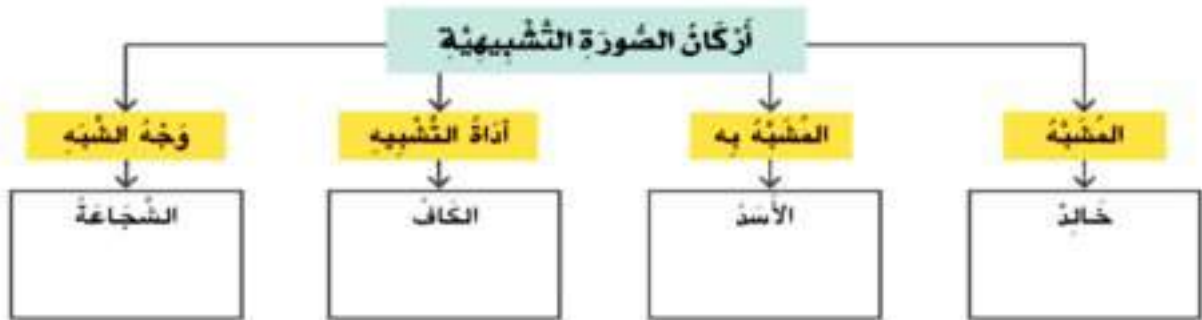 أَرْكَانُ الصُّورَةِ التَّشْبِيهِيَّةِ
المُشَبَّهُ
المُشَبَّهُ بِهِ
أَدَاةُ التَّشْبِيهِ
وَجْهُ الشَّبَهِ
خَالِدٌ
الأَسَدُ
الكَافُ
الشَّجَاعَةُ